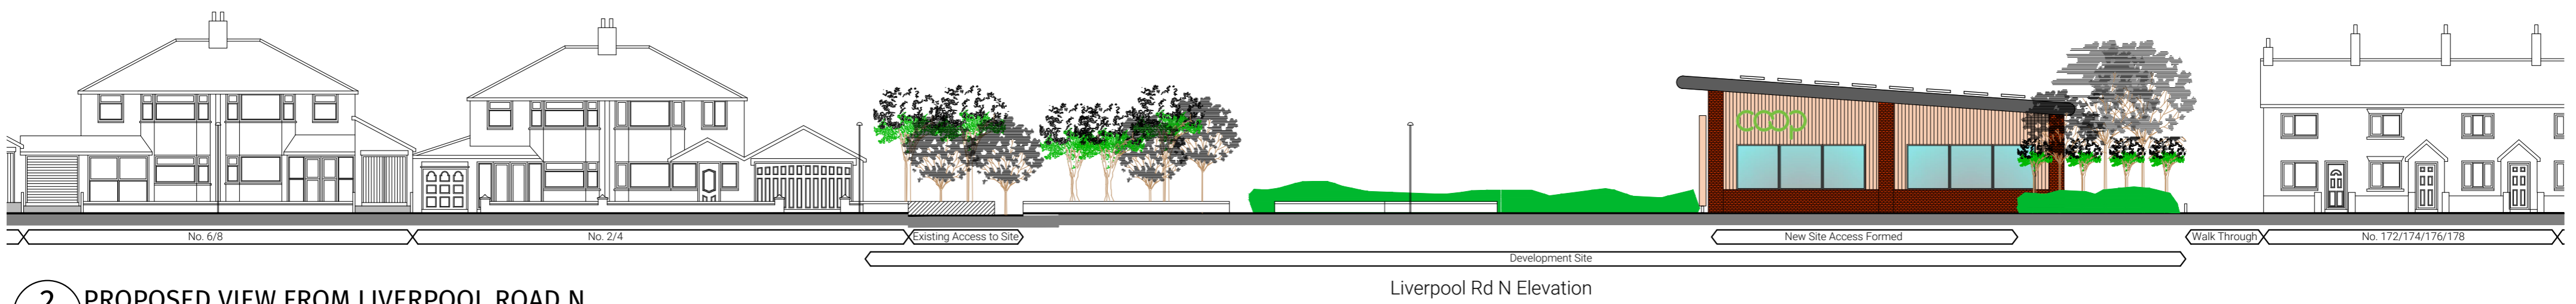 coop
No. 6/8
No. 2/4
Existing Access to Site
New Site Access Formed
Walk Through
No. 172/174/176/178
Development Site
Liverpool Rd N Elevation
2
PROPOSED VIEW FROM LIVERPOOL ROAD N